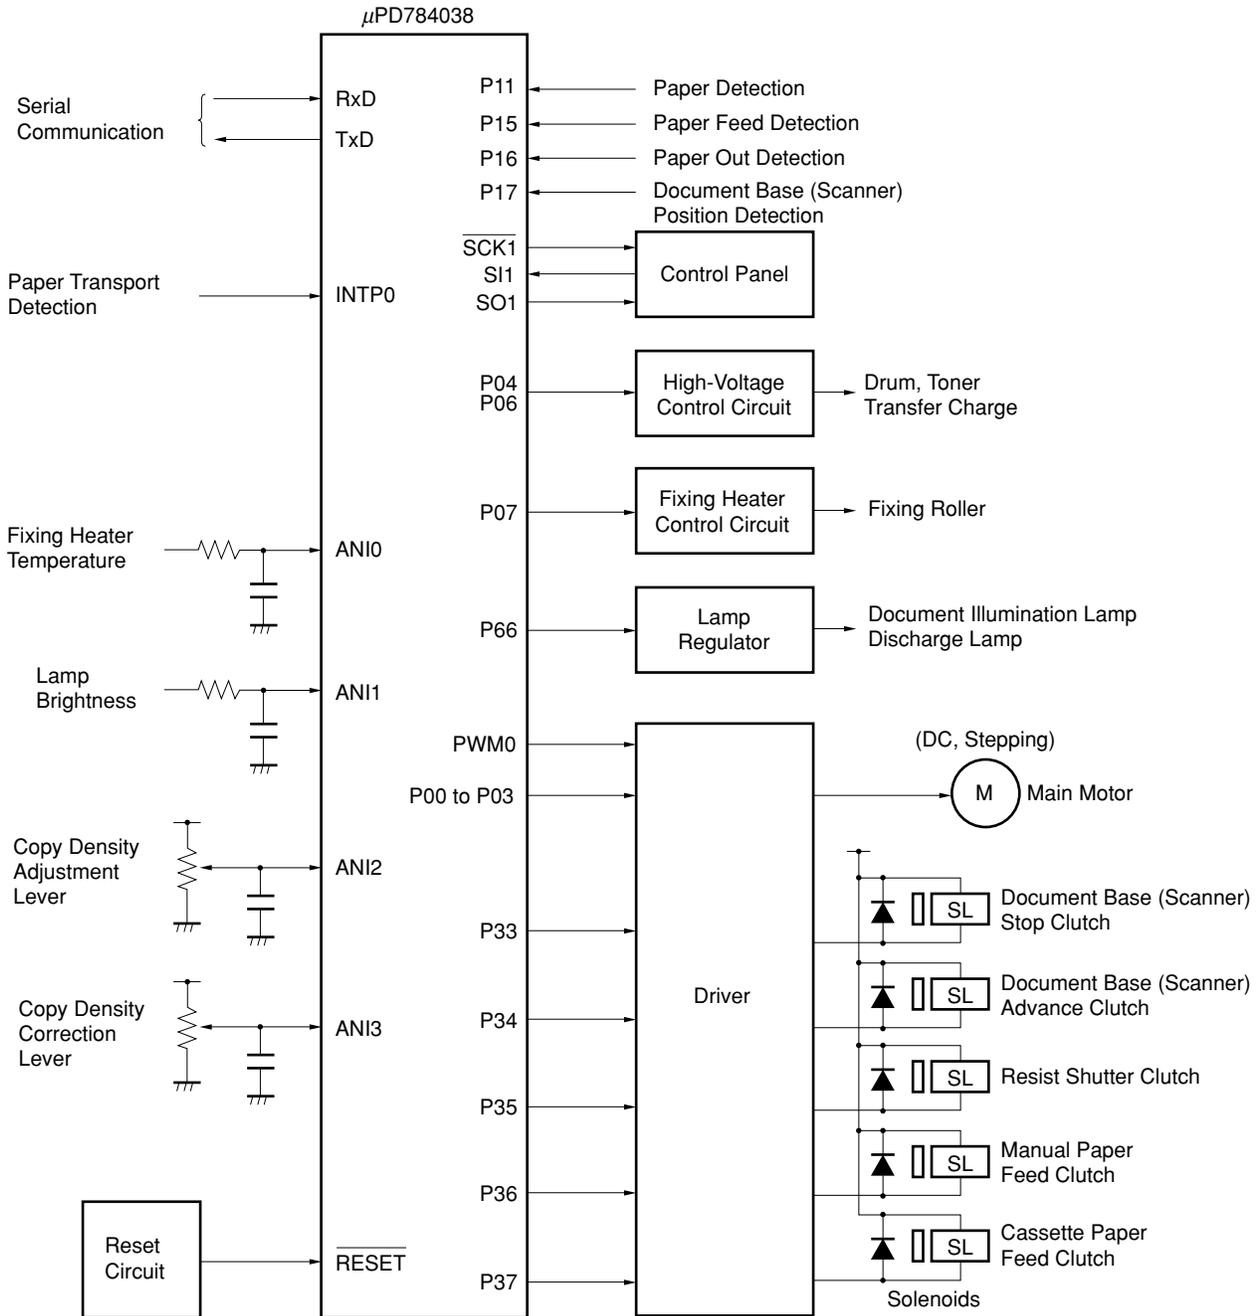 μPD784038
Serial
Communication
RxD
TxD
Paper Transport
Detection
INTP0
Fixing Heater
Temperature
ANI0
Lamp
Brightness
ANI1
Copy Density
Adjustment
Lever
ANI2
Copy Density
Correction
Lever
ANI3
Reset
Circuit
RESET
P11
Paper Detection
P15
Paper Feed Detection
P16
Paper Out Detection
P17
Document Base (Scanner)
Position Detection
SCK1
SI1
SO1
Control Panel
P04
P06
High-Voltage
Control Circuit
Drum, Toner
Transfer Charge
P07
Fixing Heater
Control Circuit
Fixing Roller
P66
Lamp
Regulator
Document Illumination Lamp
Discharge Lamp
PWM0
P00 to P03
P33
P34
P35
P36
P37
Driver
(DC, Stepping)
M
Main Motor
SL
Document Base (Scanner)
Stop Clutch
SL
Document Base (Scanner)
Advance Clutch
SL
Resist Shutter Clutch
SL
Manual Paper
Feed Clutch
SL
Cassette Paper
Feed Clutch
Solenoids